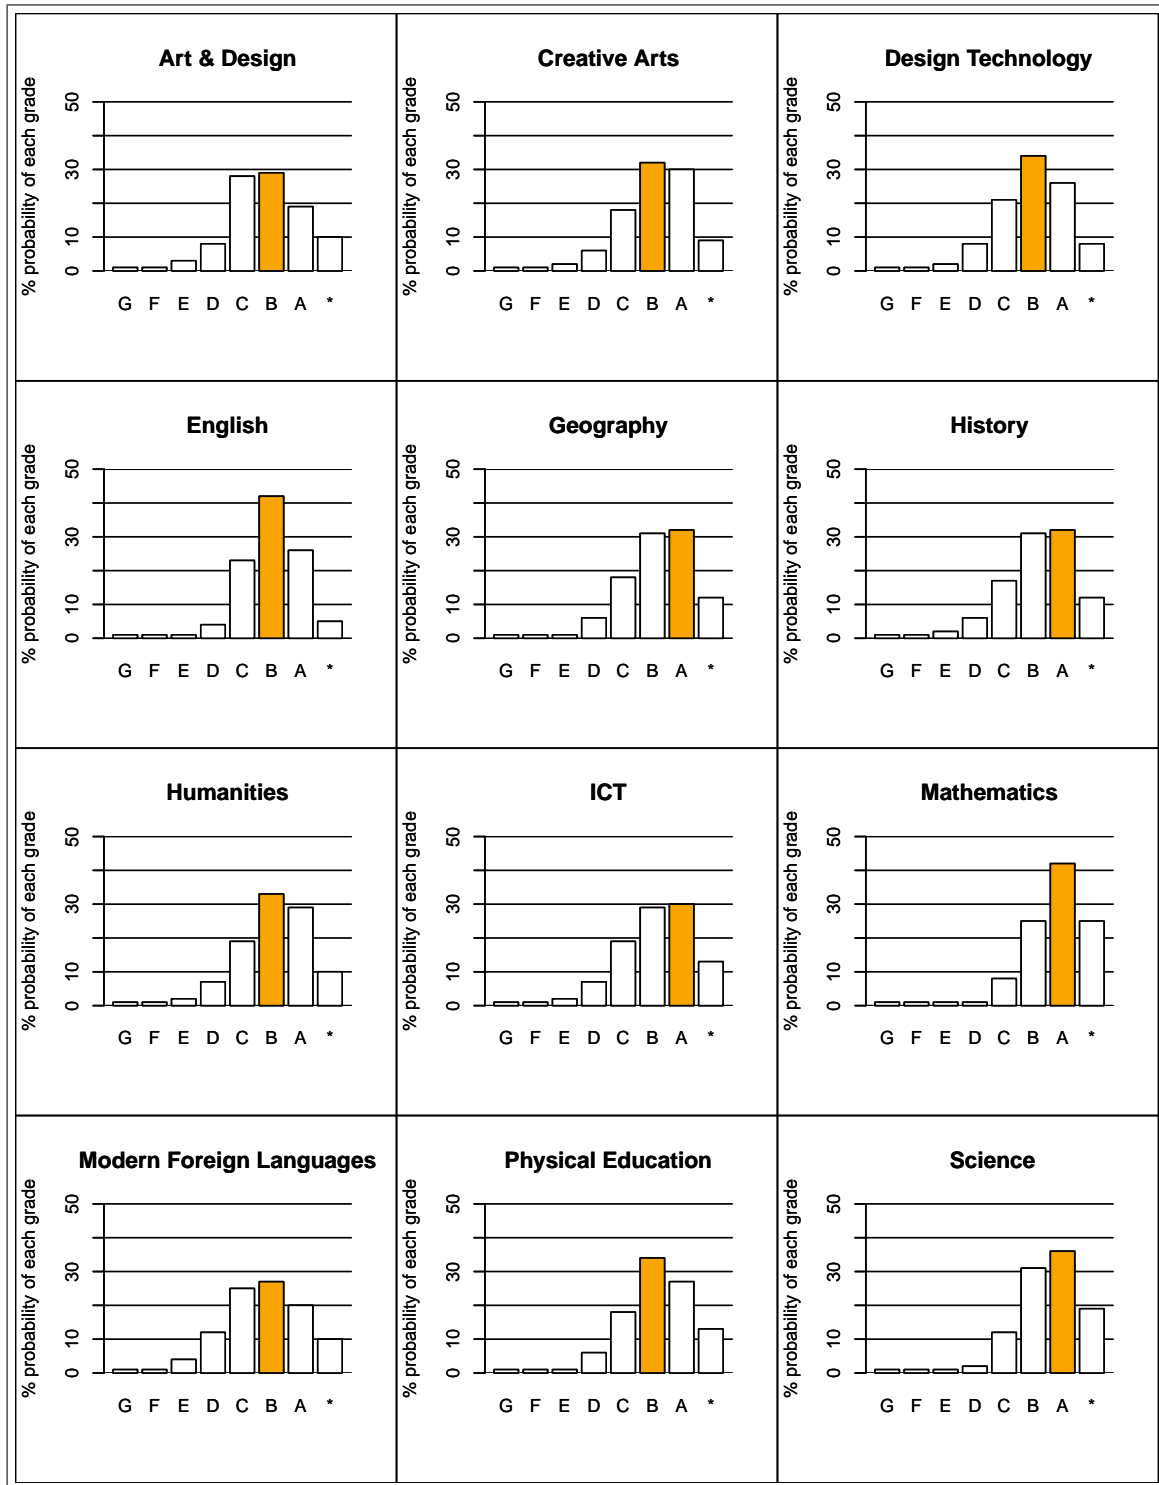 Art & Design
% probability of each grade
50
30
10
0
G F E D C B A *
Creative Arts
% probability of each grade
50
30
10
0
G F E D C B A *
Design Technology
% probability of each grade
50
30
10
0
G F E D C B A *
English
% probability of each grade
50
30
10
0
G F E D C B A *
Geography
% probability of each grade
50
30
10
0
G F E D C B A *
History
% probability of each grade
50
30
10
0
G F E D C B A *
Humanities
% probability of each grade
50
30
10
0
G F E D C B A *
ICT
% probability of each grade
50
30
10
0
G F E D C B A *
Mathematics
% probability of each grade
50
30
10
0
G F E D C B A *
Modern Foreign Languages
% probability of each grade
50
30
10
0
G F E D C B A *
Physical Education
% probability of each grade
50
30
10
0
G F E D C B A *
Science
% probability of each grade
50
30
10
0
G F E D C B A *